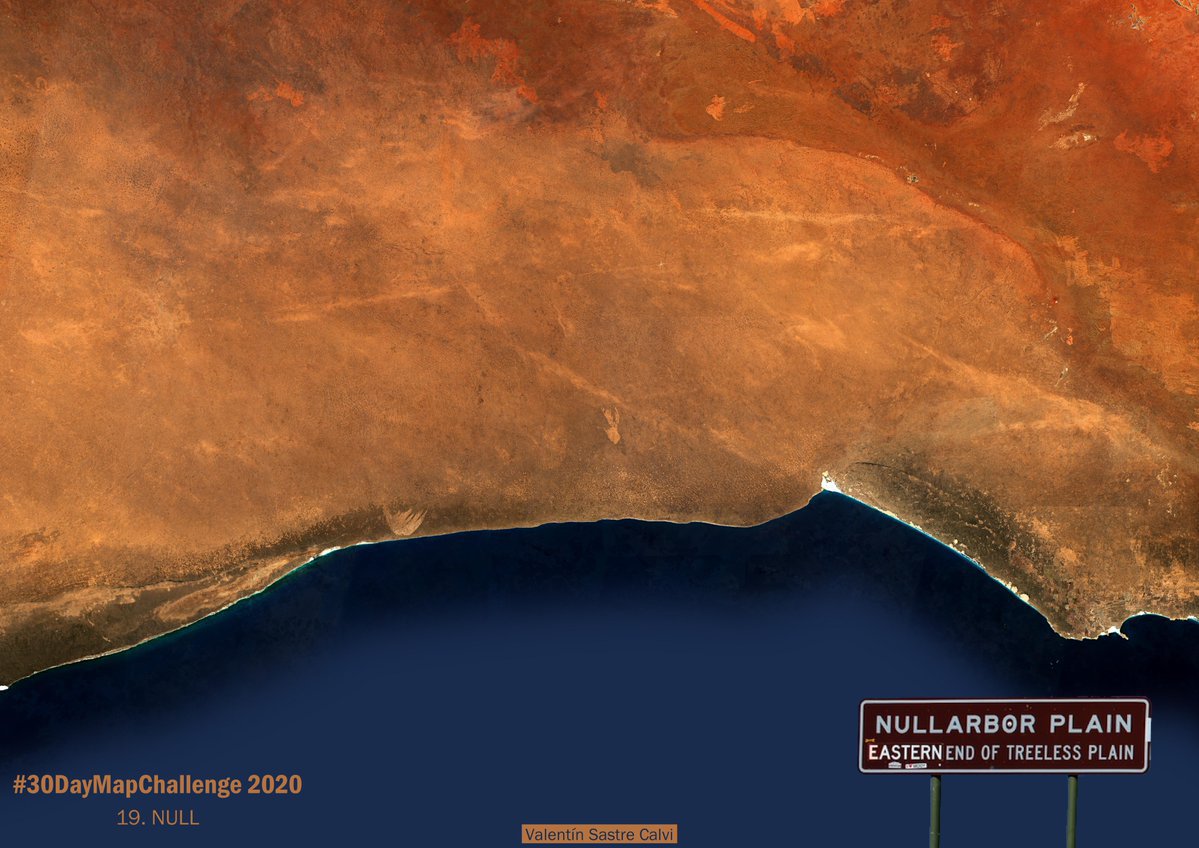 NULLARBOR PLAIN
EASTERN END OF TREELESS PLAIN
#30DayMapChallenge 2020
19. NULL
Valentín Sastre Calvi